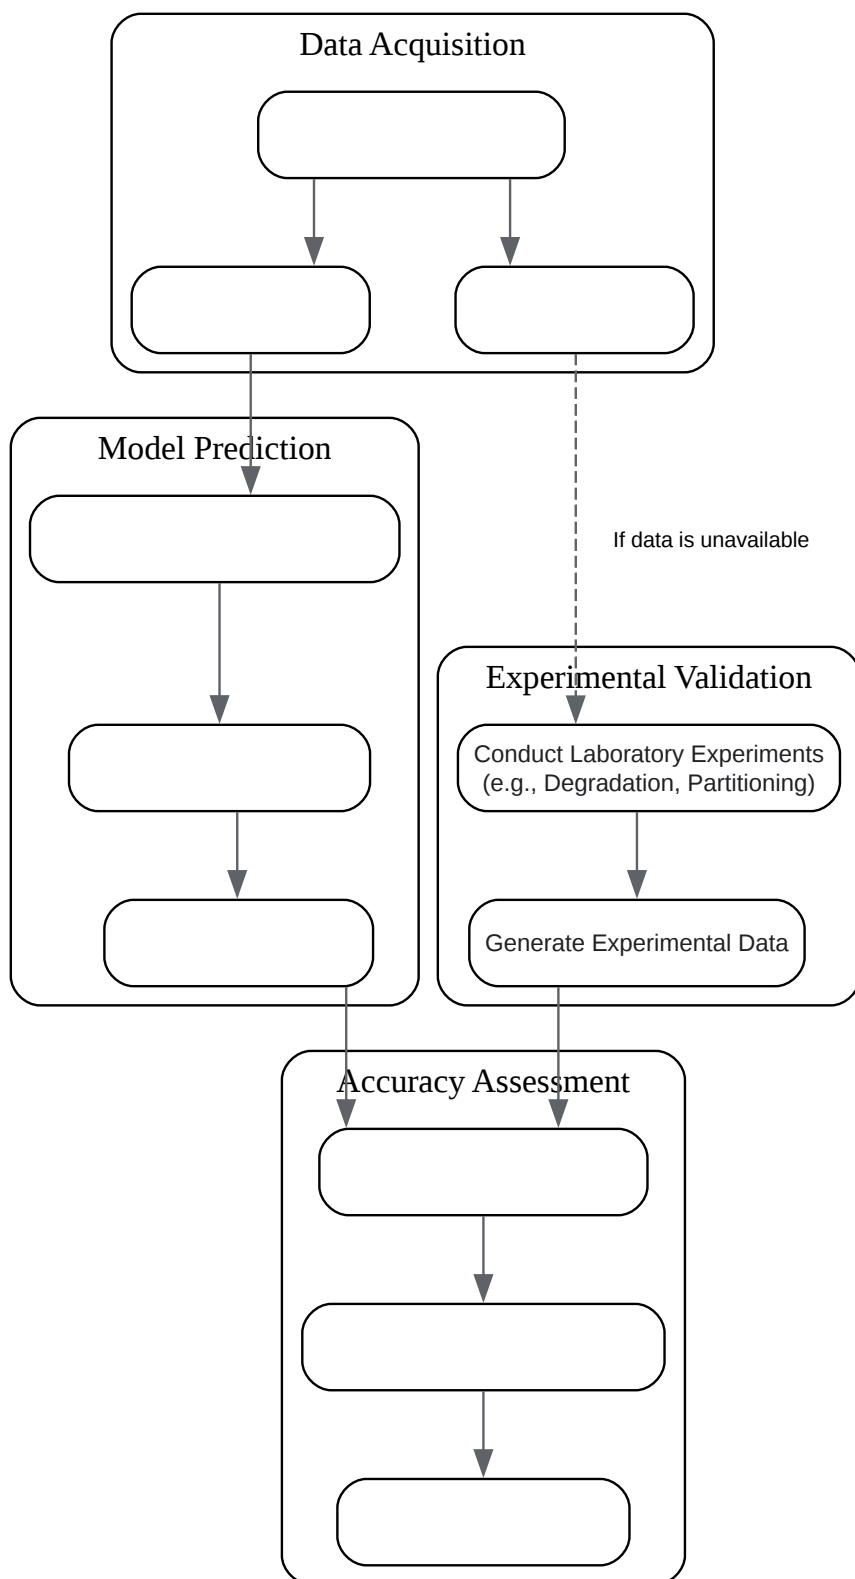 Data Acquisition
Model Prediction
If data is unavailable
Experimental Validation
Conduct Laboratory Experiments
(e.g., Degradation, Partitioning)
Generate Experimental Data
Accuracy Assessment